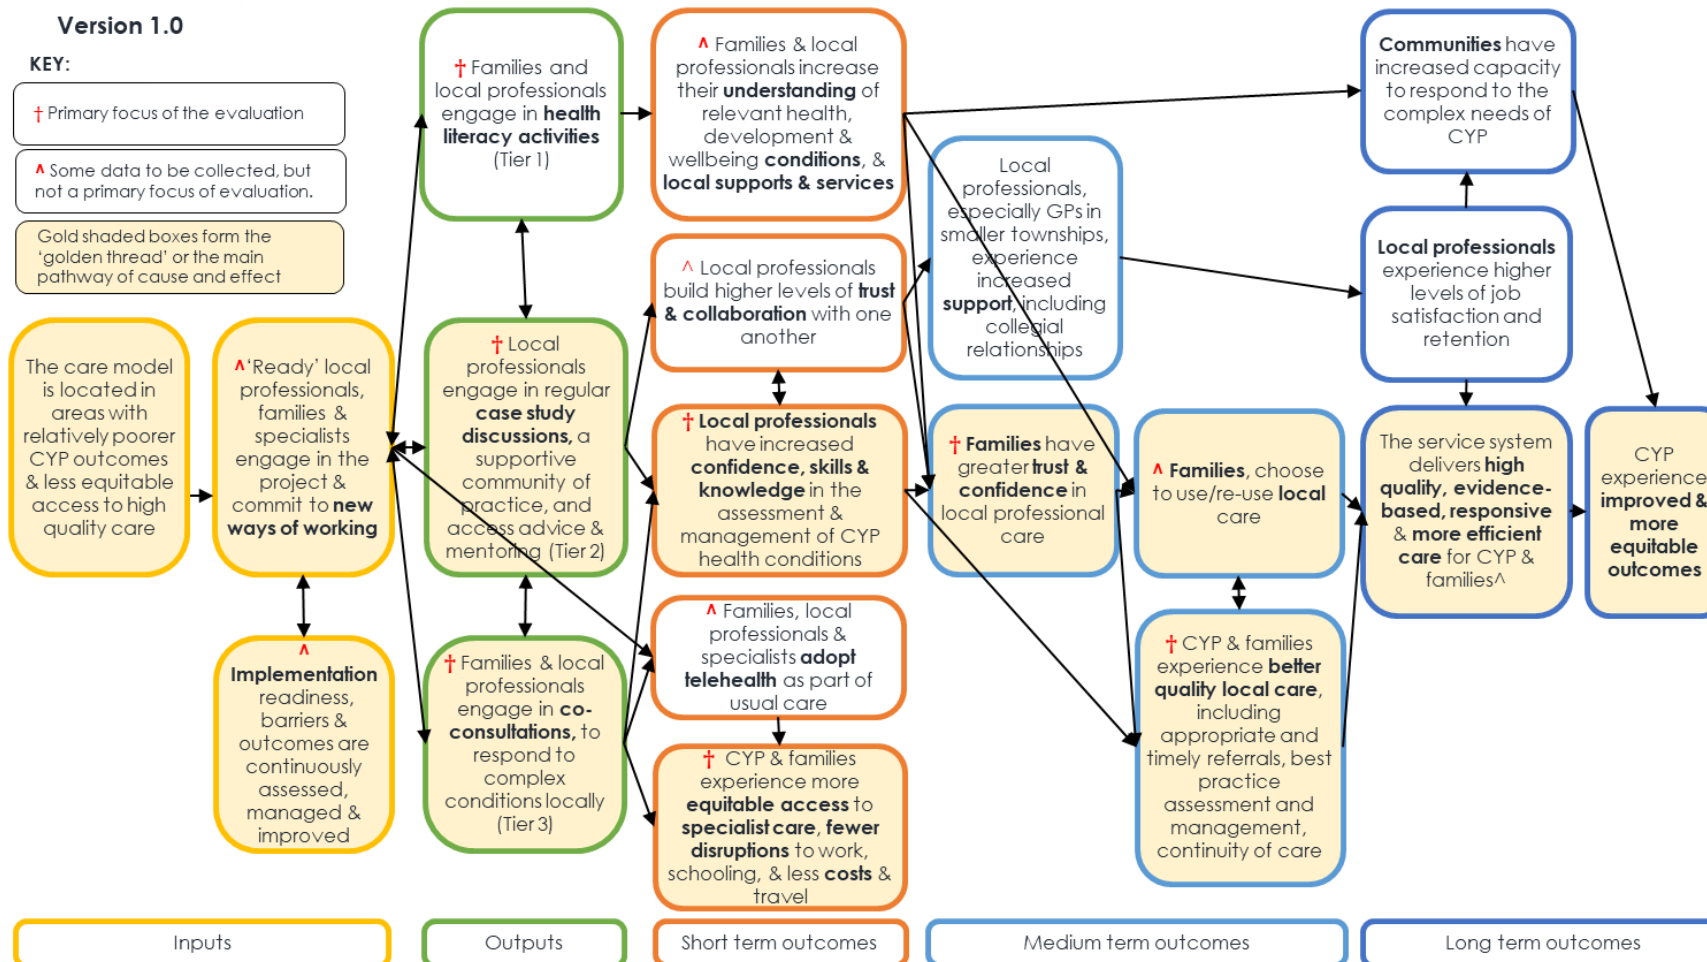 Version 1.0
KEY:
† Primary focus of the evaluation
^ Some data to be collected, but
not a primary focus of evaluation.
Gold shaded boxes form the
'golden thread' or the main
pathway of cause and effect
The care model
is located in
areas with
relatively poorer
CYP outcomes
& less equitable
access to high
quality care
^ 'Ready' local
professionals,
families &
specialists
engage in the
project &
commit to new
ways of working
^
Implementation
readiness,
barriers &
outcomes are
continuously
assessed,
managed &
improved
† Families and
local professionals
engage in health
literacy activities
(Tier 1)
† Local
professionals
engage in regular
case study
discussions, a
supportive
community of
practice, and
access advice &
mentoring (Tier 2)
† Families & local
professionals
engage in co-
consultations, to
respond to
complex
conditions locally
(Tier 3)
^ Families & local
professionals increase
their understanding of
relevant health,
development &
wellbeing conditions, &
local supports & services
^ Local professionals
build higher levels of trust
& collaboration with one
another
† Local professionals
have increased
confidence, skills &
knowledge in the
assessment &
management of CYP
health conditions
^ Families, local
professionals &
specialists adopt
telehealth as part of
usual care
† CYP & families
experience more
equitable access to
specialist care, fewer
disruptions to work,
schooling, & less costs &
travel
Local
professionals,
especially GPs in
smaller townships,
experience
increased
support, including
collegial
relationships
† Families have
greater trust &
confidence in
local professional
care
^ Families, choose
to use/re-use local
care
† CYP & families
experience better
quality local care,
including
appropriate and
timely referrals, best
practice
assessment and
management,
continuity of care
Communities have
increased capacity
to respond to the
complex needs of
CYP
Local professionals
experience higher
levels of job
satisfaction and
retention
The service system
delivers high
quality, evidence-
based, responsive
& more efficient
care for CYP &
families^
CYP
experience
improved &
more
equitable
outcomes
Inputs
Outputs
Short term outcomes
Medium term outcomes
Long term outcomes